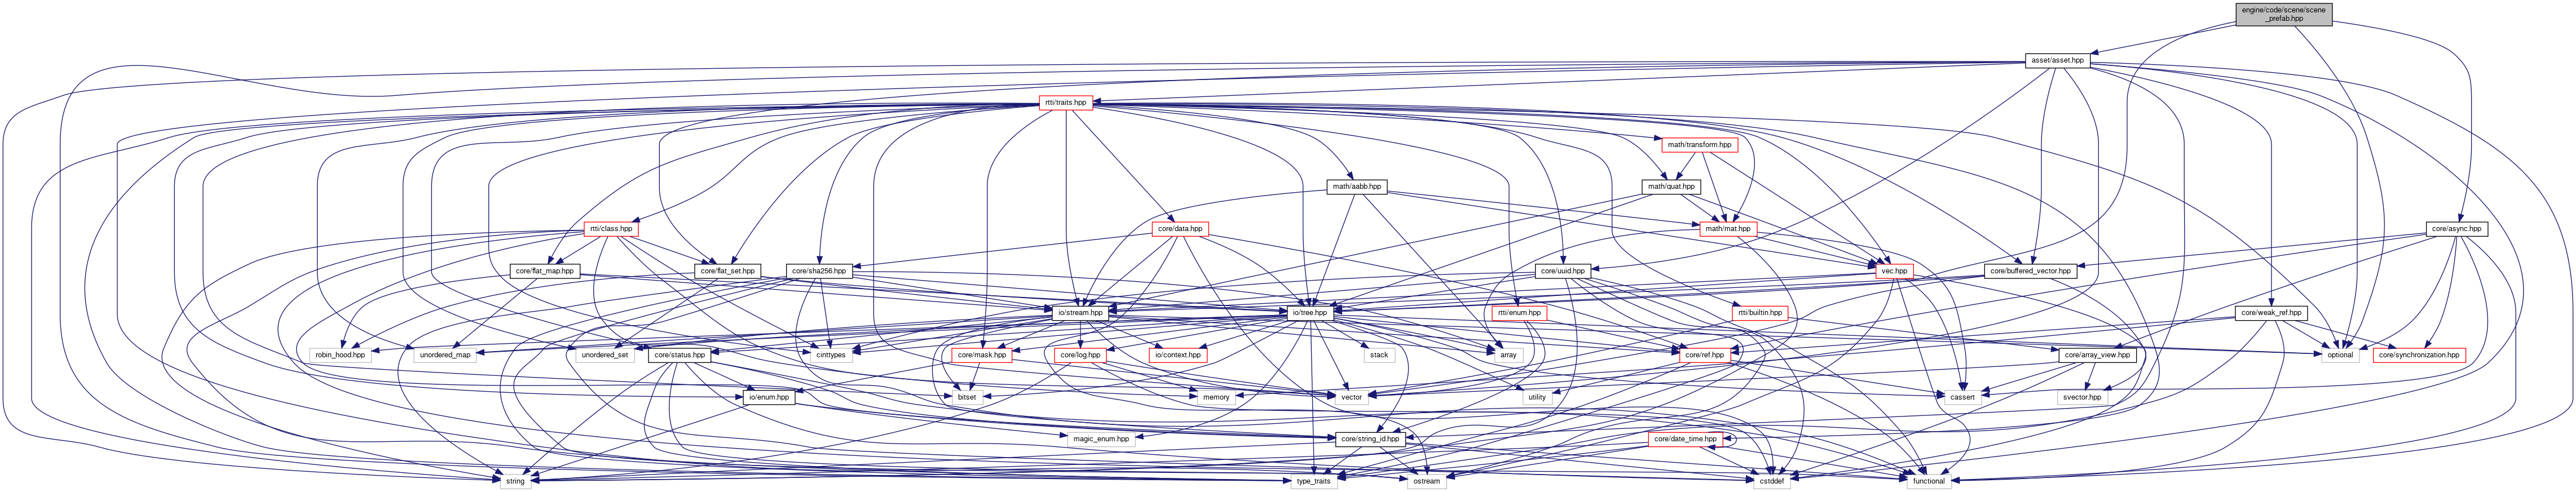 engine/code/scene/scene
_prefab.hpp
asset/asset.hpp
rtti/traits.hpp
math/transform.hpp
math/aabb.hpp
math/quat.hpp
rtti/class.hpp
core/data.hpp
math/mat.hpp
core/async.hpp
core/flat_map.hpp
core/flat_set.hpp
core/sha256.hpp
core/uuid.hpp
vec.hpp
core/buffered_vector.hpp
io/stream.hpp
io/tree.hpp
rtti/enum.hpp
rtti/builtin.hpp
core/weak_ref.hpp
robin_hood.hpp
unordered_map
unordered_set
core/status.hpp
cinttypes
core/mask.hpp
core/log.hpp
io/context.hpp
stack
array
core/ref.hpp
core/array_view.hpp
optional
core/synchronization.hpp
io/enum.hpp
bitset
memory
vector
utility
cassert
svector.hpp
magic_enum.hpp
core/string_id.hpp
core/date_time.hpp
string
type_traits
ostream
cstddef
functional